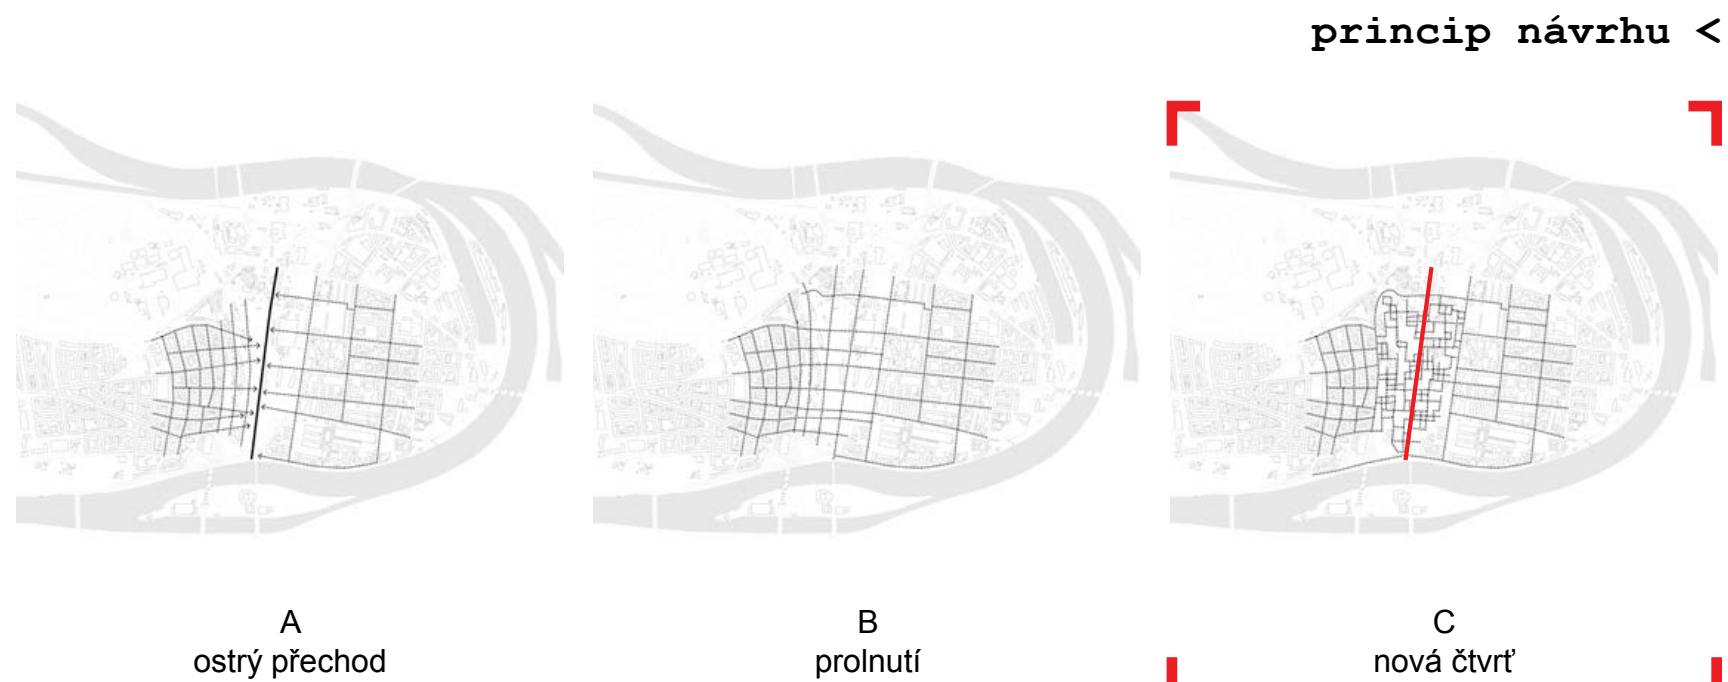 princip návrhu <
A
ostrý přechod
B
prolnutí
C
nová čtvrť